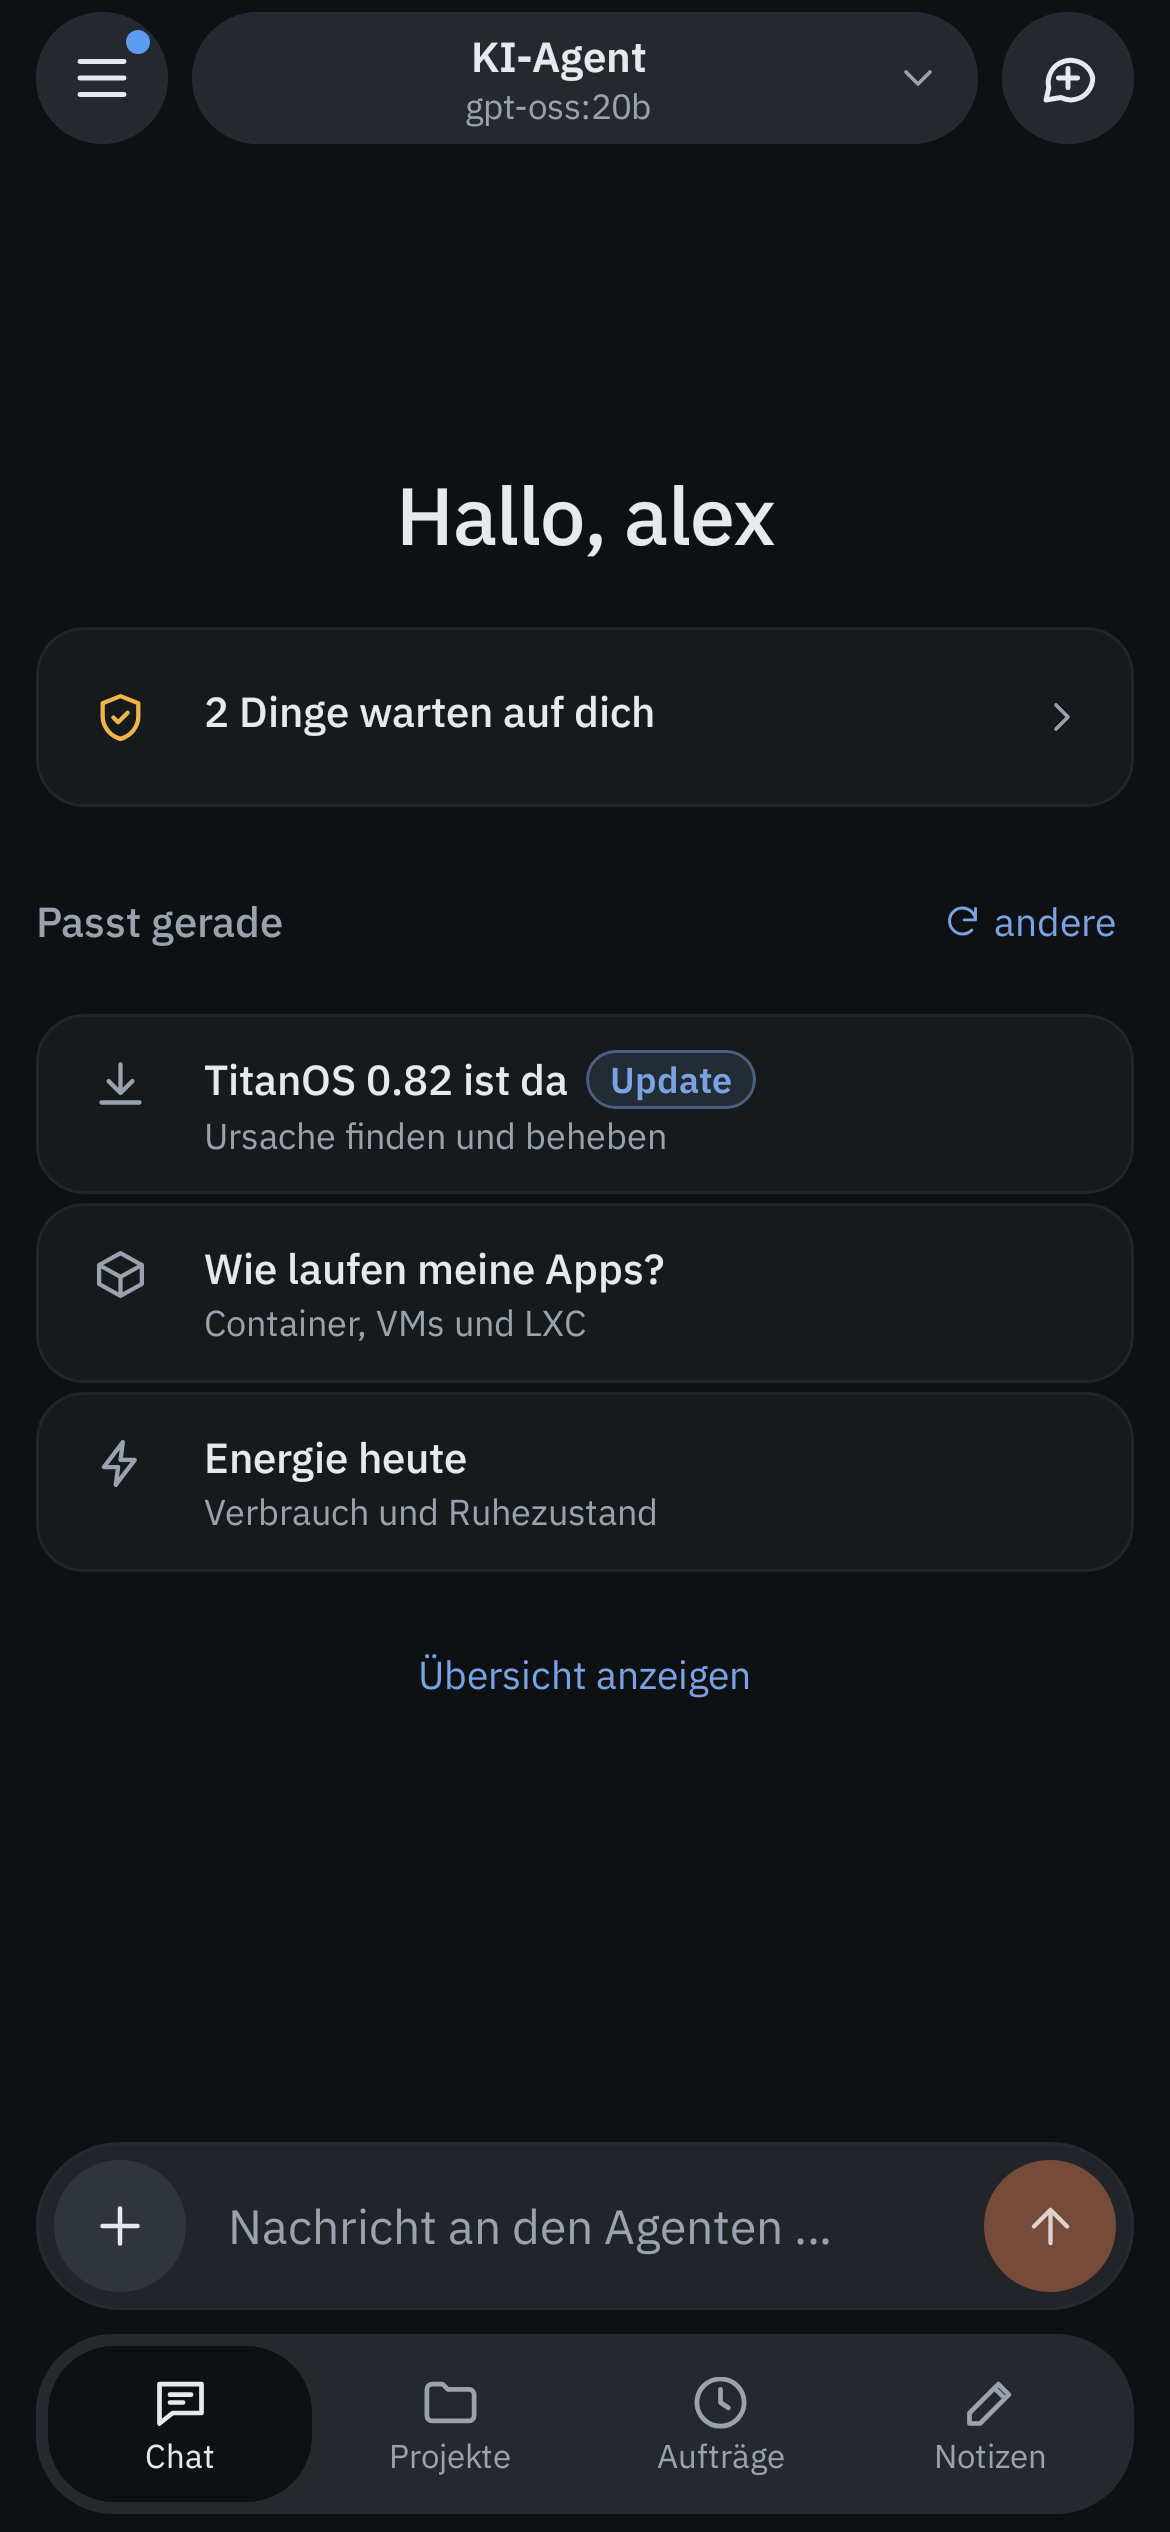 KI-Agent
gpt-oss:20b
Hallo, alex
2 Dinge warten auf dich
Passt gerade
andere
TitanOS 0.82 ist da Update
Ursache finden und beheben
Wie laufen meine Apps?
Container, VMs und LXC
Energie heute
Verbrauch und Ruhezustand
Übersicht anzeigen
Nachricht an den Agenten ...
Chat Projekte Aufträge Notizen